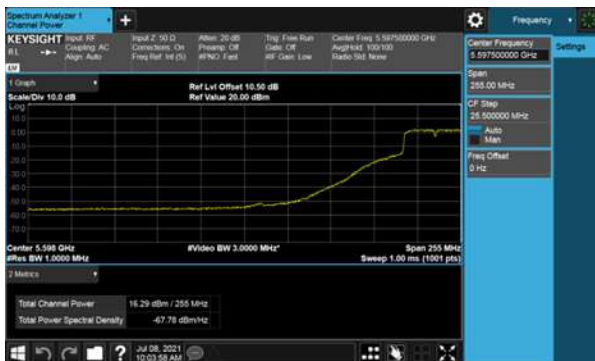 Spectrum Analyzer 1
Channel Power
+
Frequency
KEYSIGHT
Input: RF
Coupling: AC
Align: Auto
Input Z: 50 Ω
Corrections: On
Freq Ref: Int (S)
Atten: 20 dB
Preamp: Off
#PNO: Fast
Trig: Free Run
Gate: Off
#IF Gain: Low
Center Freq: 5.597500000 GHz
Avg|Hold: 100/100
Radio Std: None
Center Frequency
5.597500000 GHz
Settings
Span
255.00 MHz
CF Step
25.500000 MHz
Auto
Man
Freq Offset
0 Hz
1 Graph
Scale/Div 10.0 dB
Ref Lvl Offset 10.50 dB
Ref Value 20.00 dBm
Log
10.0
0.00
-10.0
-20.0
-30.0
-40.0
-50.0
-60.0
-70.0
Center 5.598 GHz
#Res BW 1.0000 MHz
#Video BW 3.0000 MHz*
Span 255 MHz
Sweep 1.00 ms (1001 pts)
2 Metrics
Total Channel Power 16.29 dBm / 255 MHz
Total Power Spectral Density -67.78 dBm/Hz
?
Jul 08, 2021
10:03:58 AM